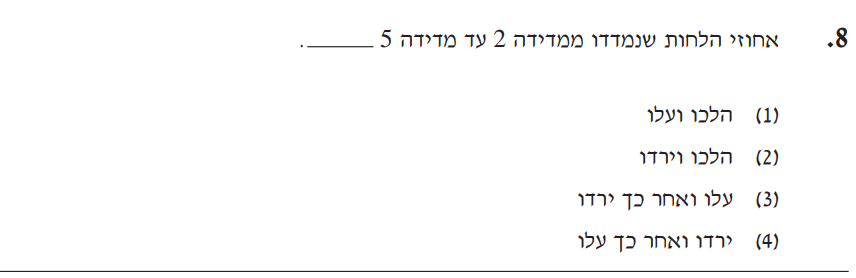 8. אחוזי הלחות שנמדדו ממדידה 2 עד מדידה 5 ______.
(1) הלכו ועלו
(2) הלכו וירדו
(3) עלו ואחר כך ירדו
(4) ירדו ואחר כך עלו